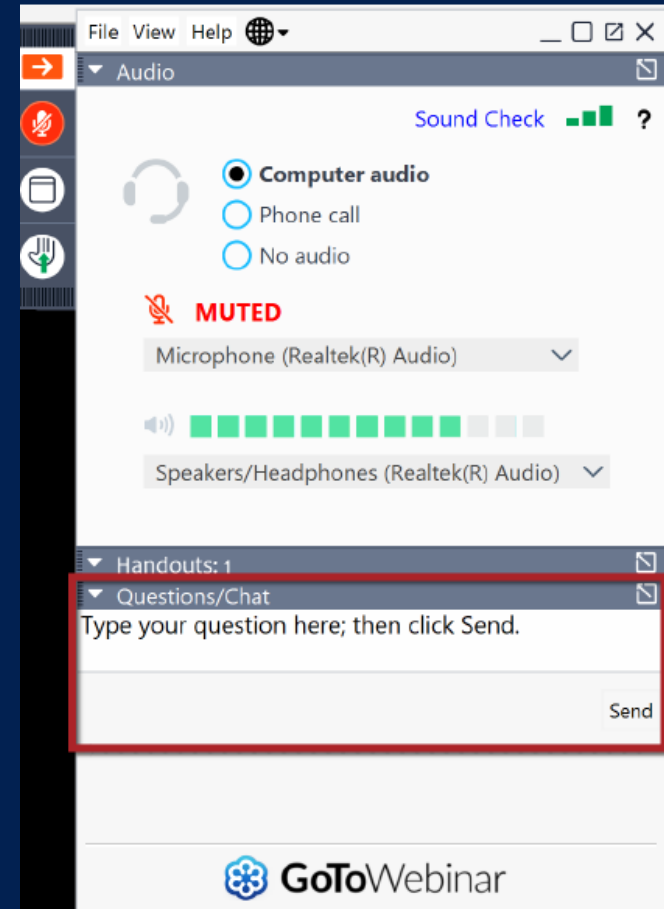 File View Help
Audio
Sound Check ?
Computer audio
Phone call
No audio
MUTED
Microphone (Realtek(R) Audio)
Speakers/Headphones (Realtek(R) Audio)
Handouts: 1
Questions/Chat
Type your question here; then click Send.
Send
GoToWebinar